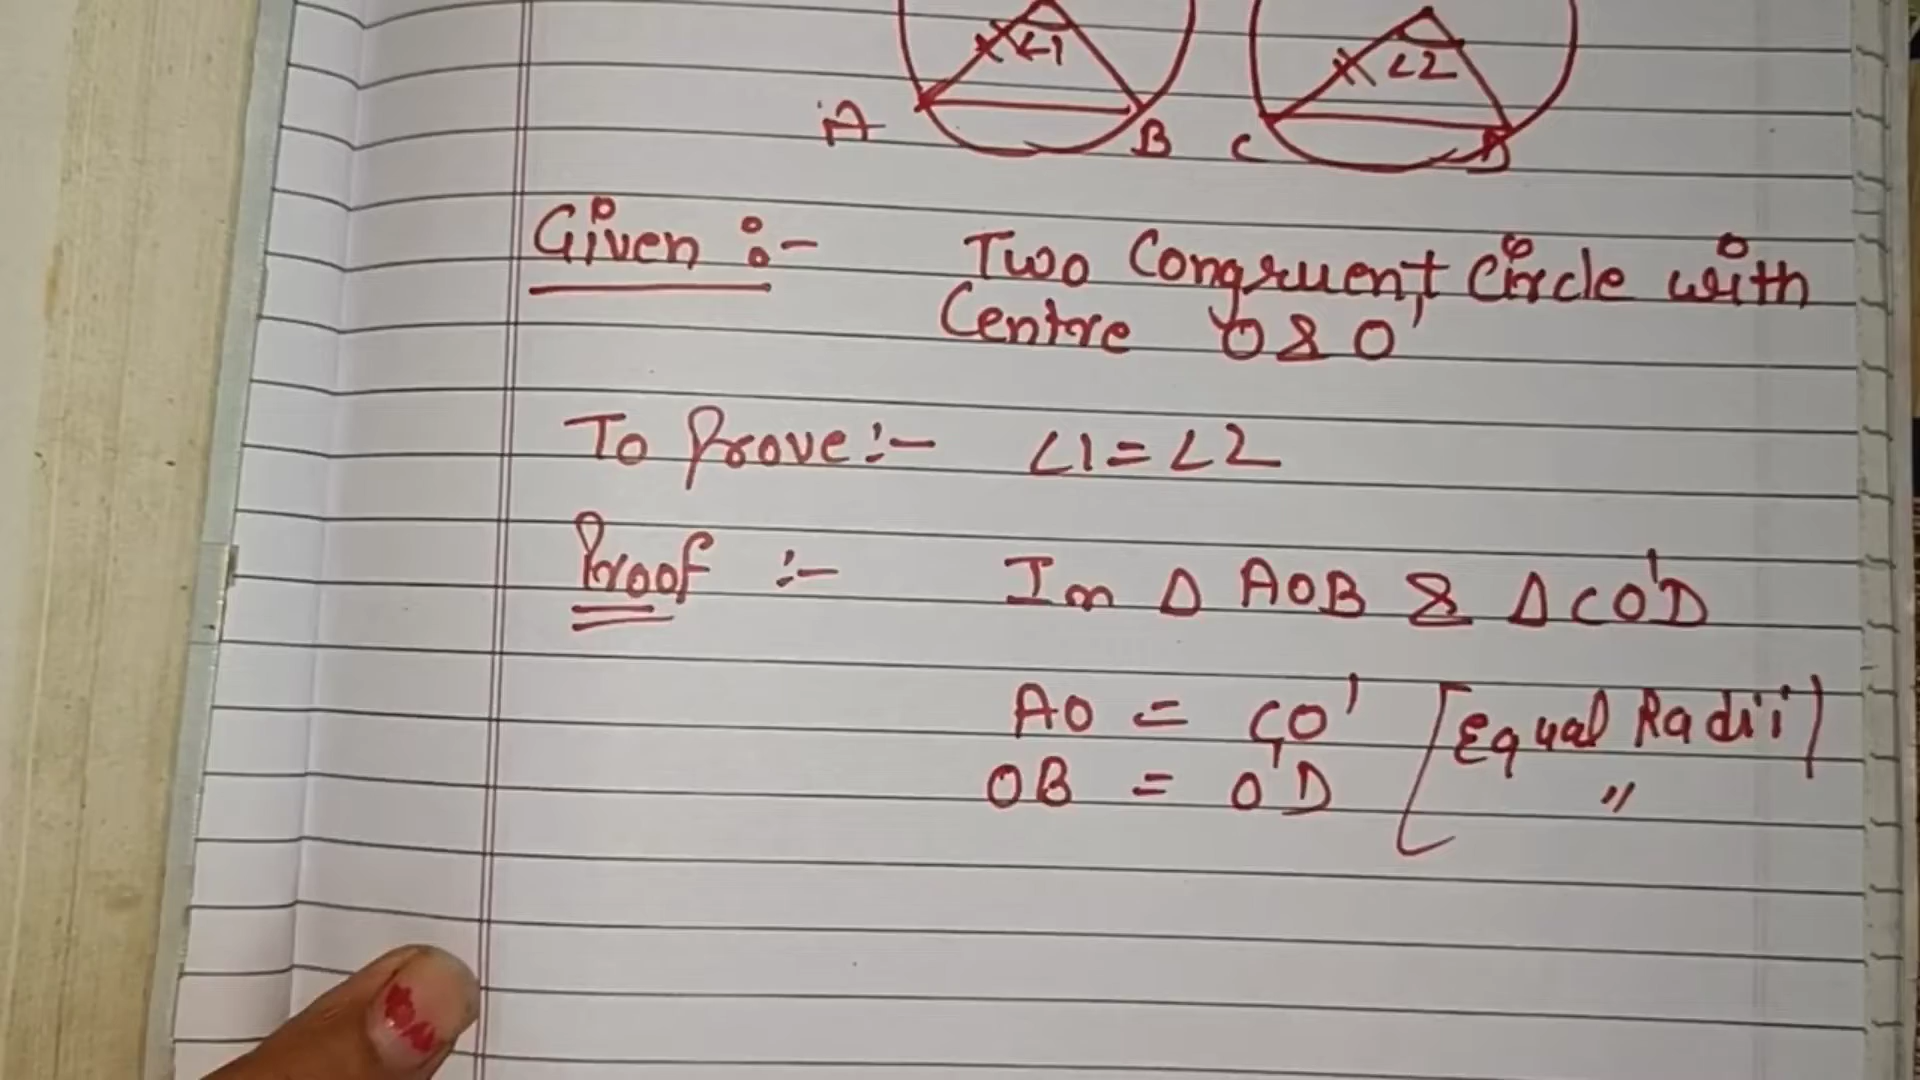 ∠1 ∠2
A B C D
Given :- Two Congruent Circle with
Centre O & O'
To Prove :- ∠1 = ∠2
Proof :- In Δ AOB & Δ CO'D
AO = CO' [Equal Radii]
OB = O'D [ "